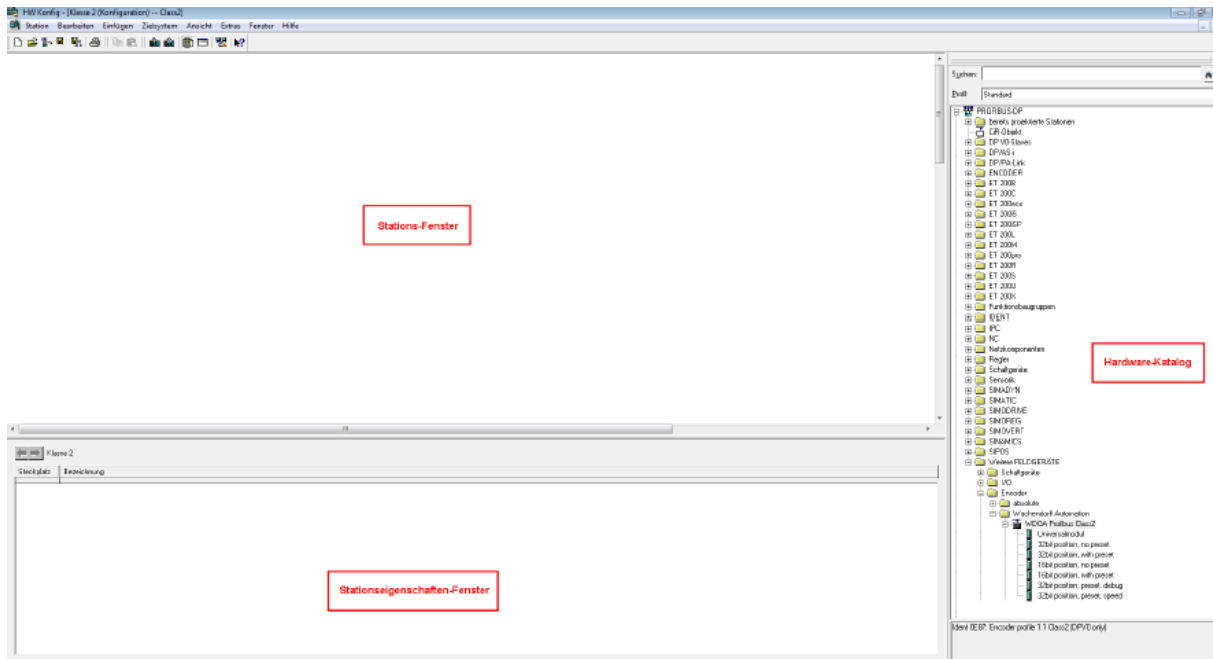 HW Konfig - [Klasse 2 (Konfiguration) -- Class2]
Station Bearbeiten Einfügen Zielsystem Ansicht Extras Fenster Hilfe
Suchen:
Profil: Standard
PROFIBUS-DP
bereits projektierte Stationen
CiR-Objekt
DP V0-Slaves
DP/AS-i
DP/PA-Link
ENCODER
ET 200B
ET 200C
ET 200eco
ET 200iS
ET 200iSP
ET 200L
ET 200M
ET 200pro
ET 200R
ET 200S
ET 200U
ET 200X
Funktionsbaugruppen
IDENT
IPC
NC
Netzkomponenten
Regler
Schaltgeräte
Sensorik
SIMADYN
SIMATIC
SIMODRIVE
SIMOREG
SIMOVERT
SINAMICS
SIPOS
Weitere FELDGERÄTE
Schaltgeräte
I/O
Encoder
absolute
Wachendorff Automation
WDGA Profibus Class2
Universalmodul
32bit position, no preset
32bit position, with preset
16bit position, no preset
16bit position, with preset
32bit position, preset, debug
32bit position, preset, speed
Stations-Fenster
Hardware-Katalog
Klasse 2
Steckplatz Bezeichnung
Stationseigenschaften-Fenster
Ident 0E87: Encoder profile 1.1 Class2 (DPV0 only)